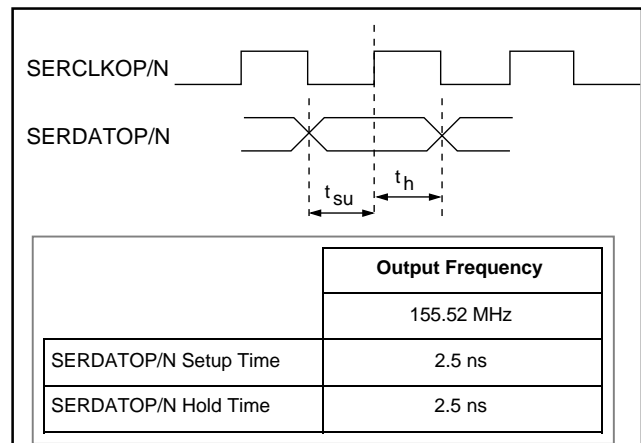 SERCLKOP/N
SERDATOP/N
t su
t h
Output Frequency
155.52 MHz
SERDATOP/N Setup Time 2.5 ns
SERDATOP/N Hold Time 2.5 ns